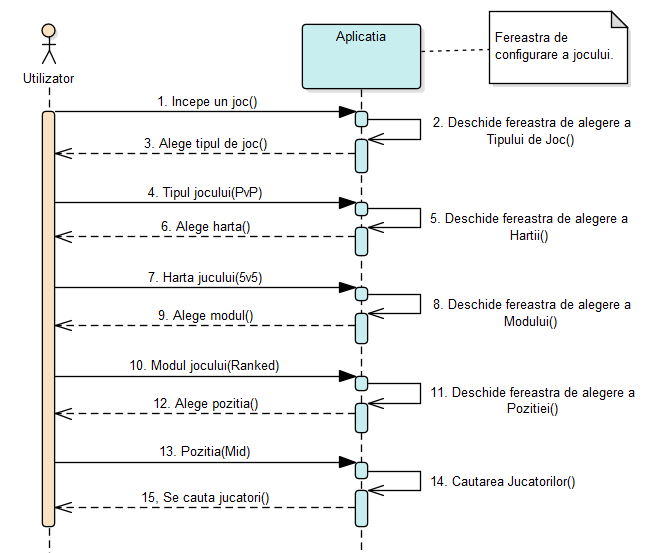 Utilizator
Aplicatia
Fereastra de
configurare a jocului.
1. Incepe un joc()
2. Deschide fereastra de alegere a
Tipului de Joc()
3. Alege tipul de joc()
4. Tipul jocului(PvP)
5. Deschide fereastra de alegere a
Hartii()
6. Alege harta()
7. Harta jucului(5v5)
8. Deschide fereastra de alegere a
Modului()
9. Alege modul()
10. Modul jocului(Ranked)
11. Deschide fereastra de alegere a
Pozitiei()
12. Alege pozitia()
13. Pozitia(Mid)
14. Cautarea Jucatorilor()
15, Se cauta jucatori()